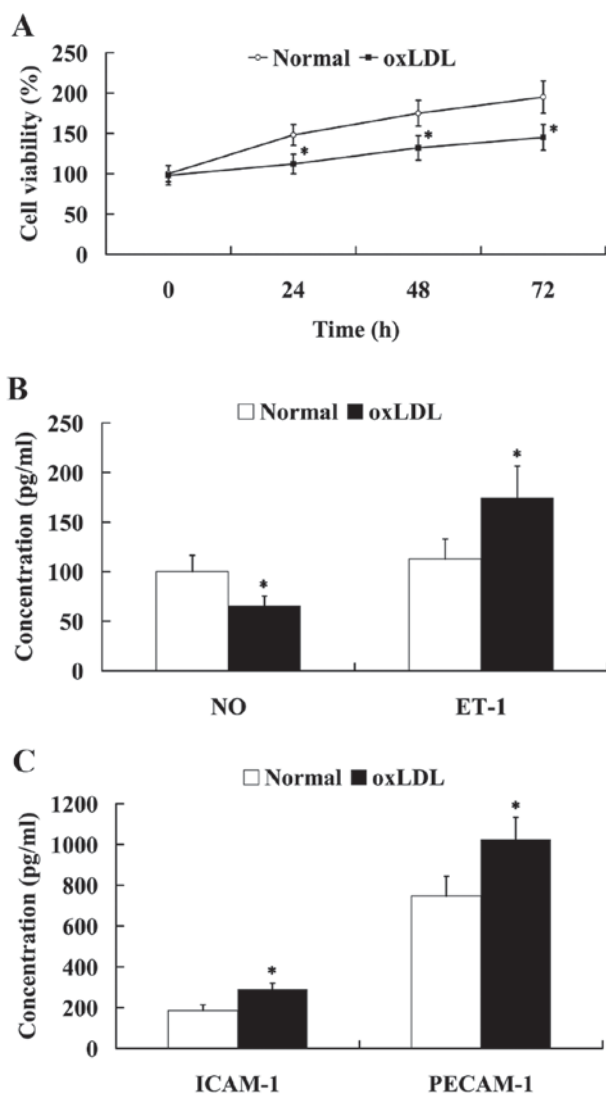 A
Normal oxLDL
Cell viability (%)
250
200
150
100
50
0
* * *
0 24 48 72
Time (h)
B
Normal oxLDL
Concentration (pg/ml)
250
200
150
100
50
0
* *
NO ET-1
C
Normal oxLDL
Concentration (pg/ml)
1200
1000
800
600
400
200
0
* *
ICAM-1 PECAM-1